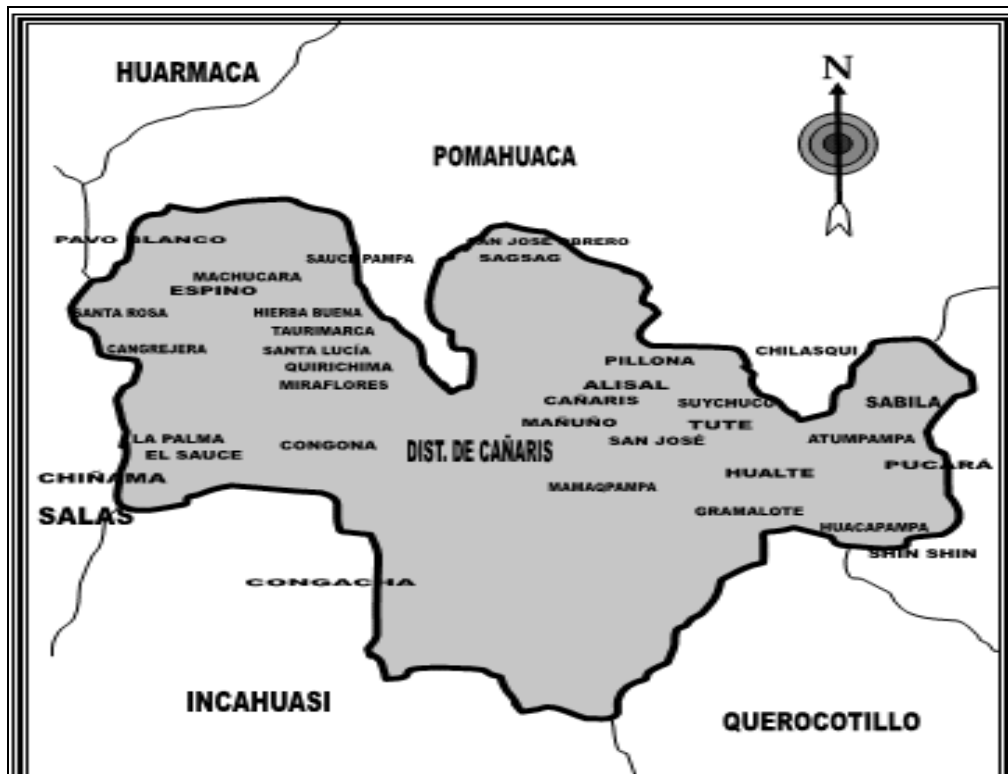 HUARMACA
N
POMAHUACA
PAVO BLANCO
SAN JOSÉ OBRERO
SAUCE PAMPA
SAGSAG
MACHUCARA
ESPINO
SANTA ROSA
HIERBA BUENA
TAURIMARCA
CANGREJERA
SANTA LUCÍA
CHILASQUI
PILLONA
QUIRICHIMA
MIRAFLORES
ALISAL
CAÑARIS
SUYCHUCO
SABILA
MAÑUÑO
TUTE
LA PALMA
SAN JOSÉ
ATUMPAMPA
CONGONA
DIST. DE CAÑARIS
EL SAUCE
PUCARÁ
HUALTE
CHIÑAMA
MAMAQPAMPA
SALAS
GRAMALOTE
HUACAPAMPA
SHIN SHIN
CONGACHA
INCAHUASI
QUEROCOTILLO